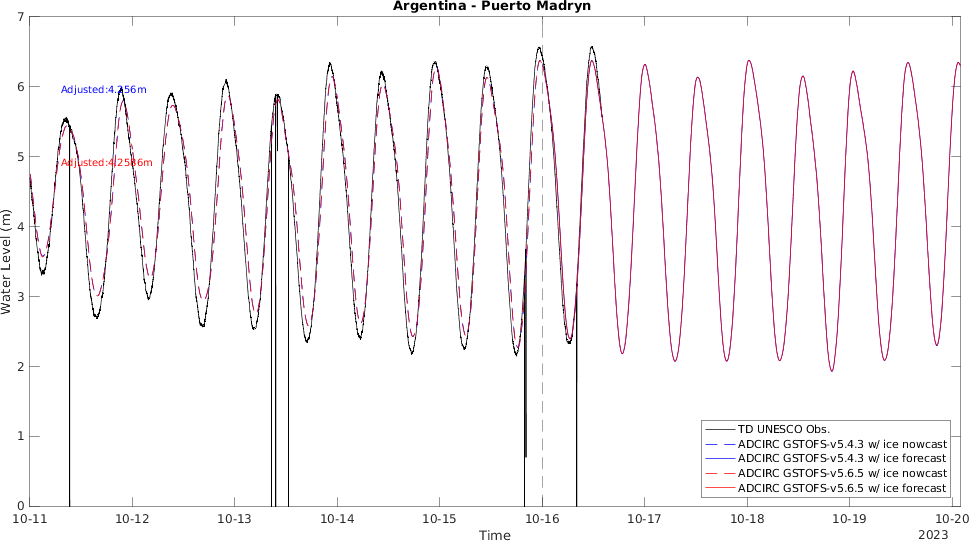 Argentina - Puerto Madryn
7
6
5
4
3
2
1
0
Water Level (m)
Adjusted:4.256m
Adjusted:4.2586m
TD UNESCO Obs.
ADCIRC GSTOFS-v5.4.3 w/ ice nowcast
ADCIRC GSTOFS-v5.4.3 w/ ice forecast
ADCIRC GSTOFS-v5.6.5 w/ ice nowcast
ADCIRC GSTOFS-v5.6.5 w/ ice forecast
10-11 10-12 10-13 10-14 10-15 10-16 10-17 10-18 10-19 10-20
Time
2023